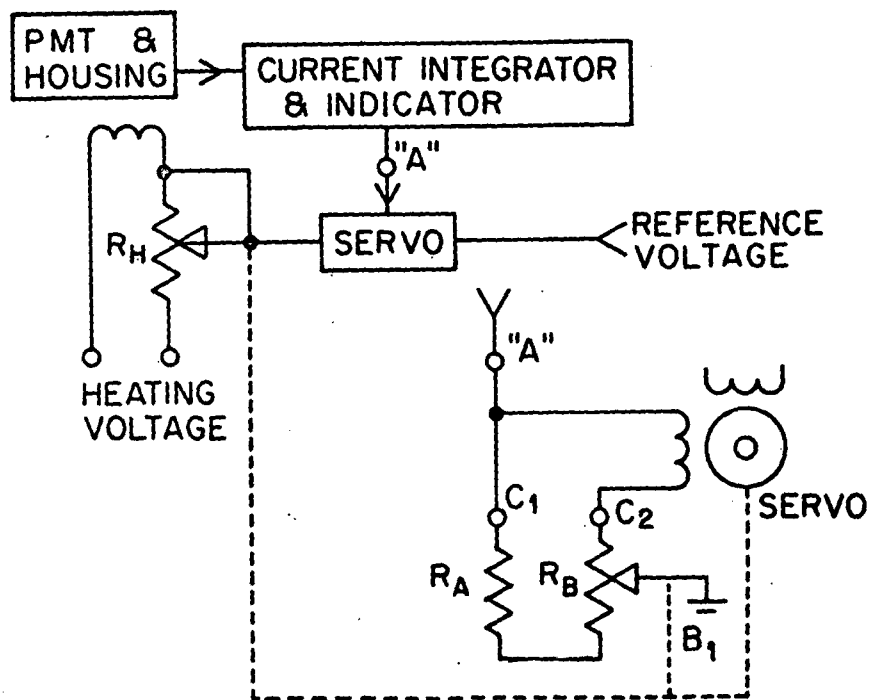 PMT &
HOUSING
CURRENT INTEGRATOR
& INDICATOR
"A"
RH
SERVO
REFERENCE
VOLTAGE
"A"
HEATING
VOLTAGE
C1
C2
SERVO
RA
RB
B1